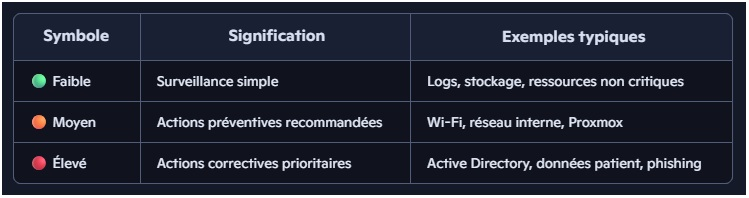 Symbole Signification Exemples typiques
Faible Surveillance simple Logs, stockage, ressources non critiques
Moyen Actions préventives recommandées Wi-Fi, réseau interne, Proxmox
Élevé Actions correctives prioritaires Active Directory, données patient, phishing